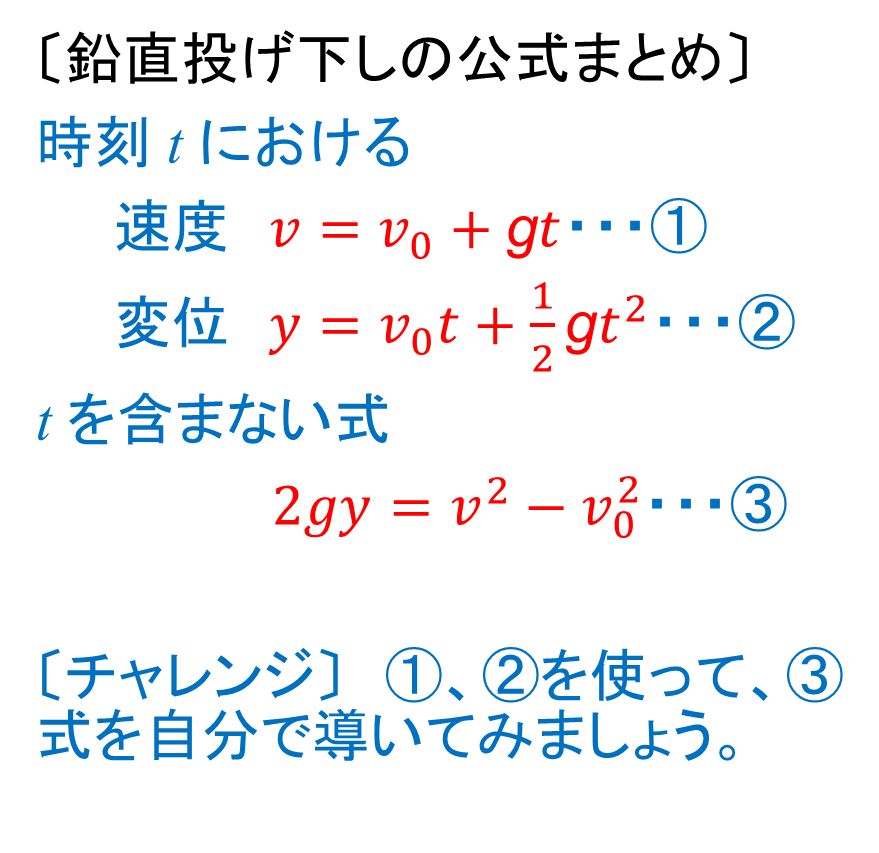 〔鉛直投げ下しの公式まとめ〕
時刻 t における
速度 v = v₀ + gt・・・①
変位 y = v₀t + \frac{1}{2} gt²・・・②
t を含まない式
2gy = v² − v₀²・・・③
〔チャレンジ〕 ①、②を使って、③
式を自分で導いてみましょう。